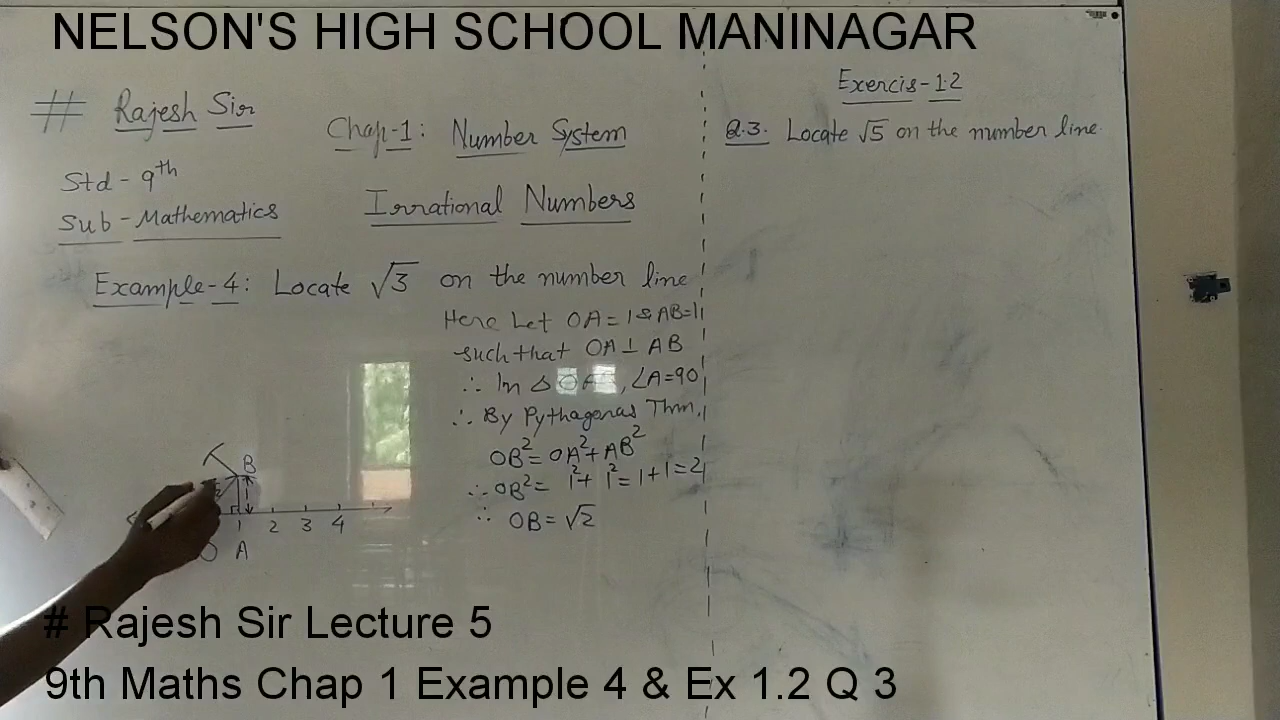 NELSON'S HIGH SCHOOL MANINAGAR
# Rajesh Sir
Std - 9th
Sub - Mathematics
Chap-1: Number System
Irrational Numbers
Example-4: Locate √3 on the number line
Here Let OA = 1 & AB=1
such that OA ⊥ AB
∴ In Δ OAB, ∠A=90
∴ By Pythagoras Thm,
OB²= OA²+ AB²
∴ OB²= 1²+ 1²= 1+1=2
∴ OB= √2
B
1 2 3 4
O A
Exercis-1.2
Q.3. Locate √5 on the number line
# Rajesh Sir Lecture 5
9th Maths Chap 1 Example 4 & Ex 1.2 Q 3